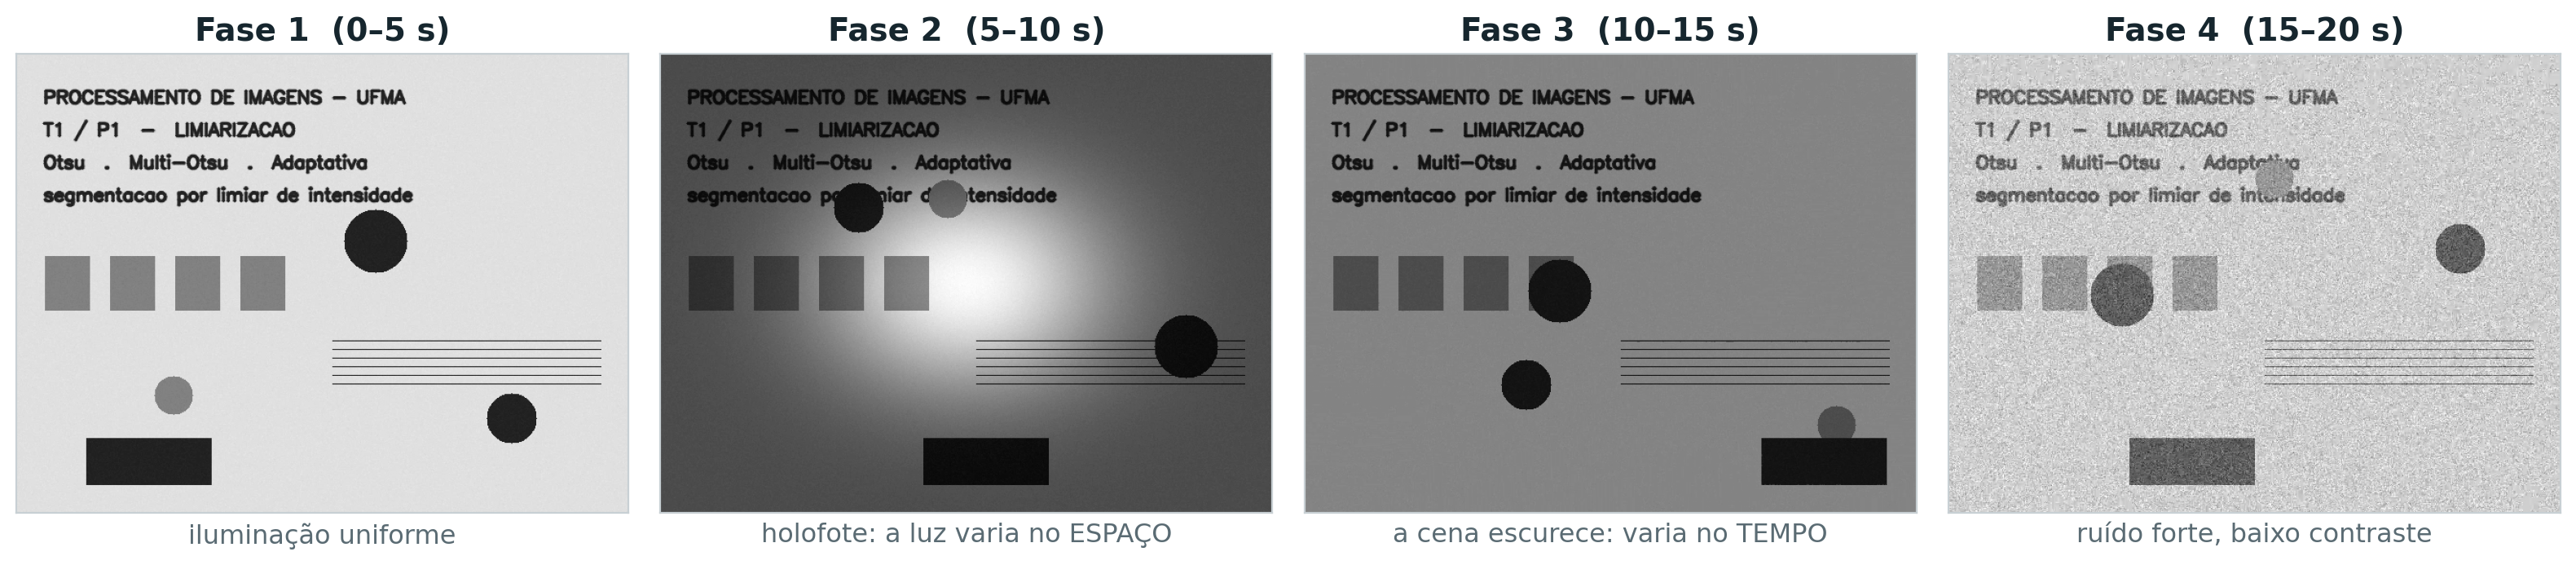 Fase 1 (0–5 s)
PROCESSAMENTO DE IMAGENS – UFMA
T1 / P1 – LIMIARIZACAO
Otsu . Multi–Otsu . Adaptativa
segmentacao por limiar de intensidade
iluminação uniforme
Fase 2 (5–10 s)
PROCESSAMENTO DE IMAGENS – UFMA
T1 / P1 – LIMIARIZACAO
Otsu . Multi–Otsu . Adaptativa
segmentacao
holofote: a luz varia no ESPAÇO
Fase 3 (10–15 s)
PROCESSAMENTO DE IMAGENS – UFMA
T1 / P1 – LIMIARIZACAO
Otsu . Multi–Otsu . Adaptativa
segmentacao por limiar de intensidade
a cena escurece: varia no TEMPO
Fase 4 (15–20 s)
PROCESSAMENTO DE IMAGENS – UFMA
T1 / P1 – LIMIARIZACAO
Otsu . Multi–Otsu . Adaptativa
segmentacao por limiar de intensidade
ruído forte, baixo contraste